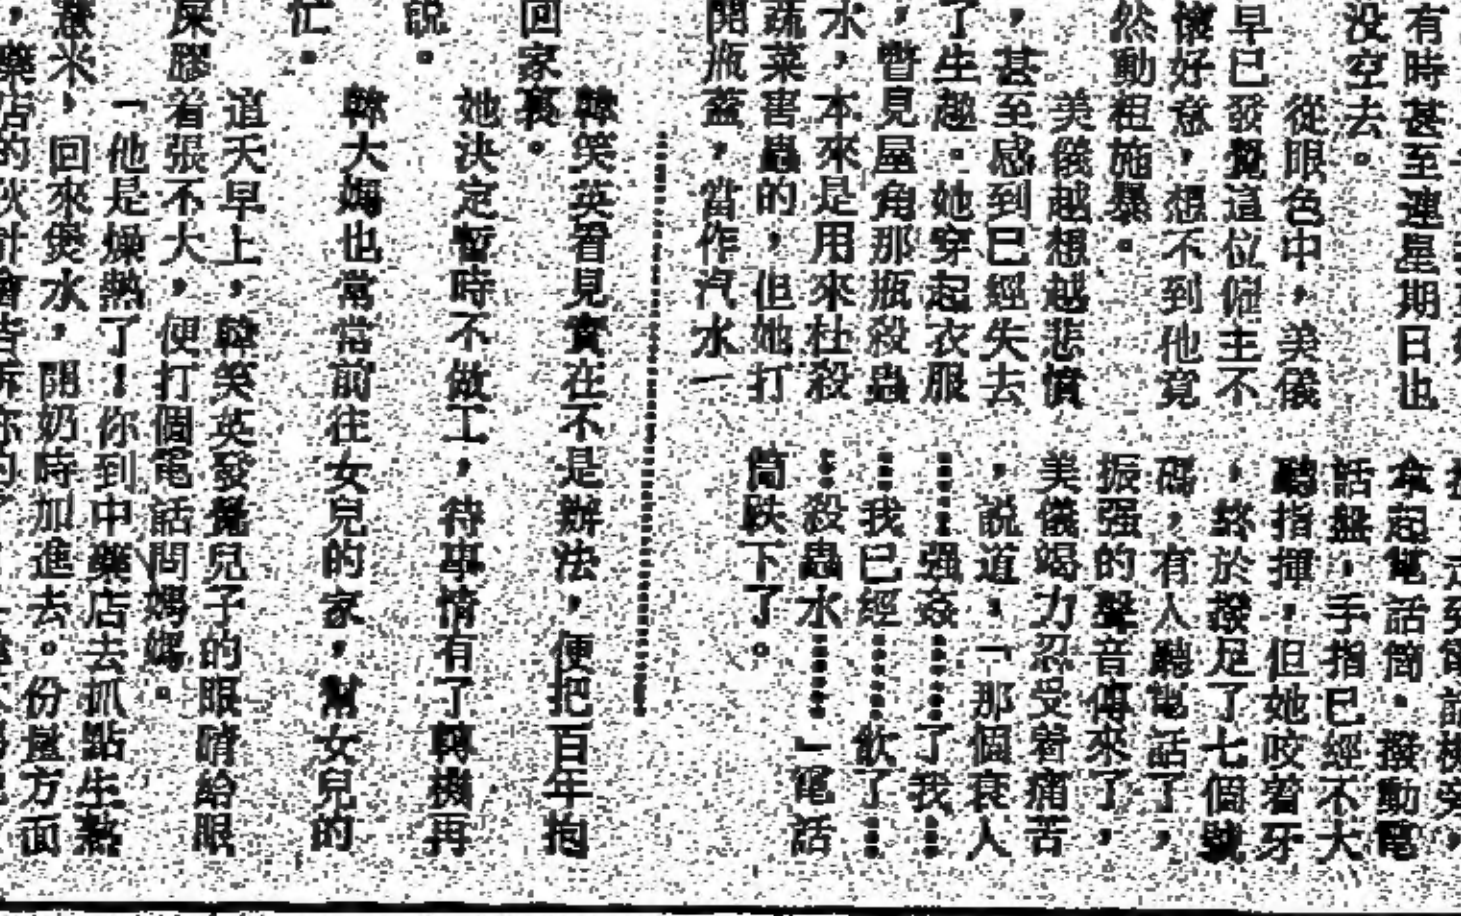 有時甚至連星期日也
没空去。
從眼色中，美儀
早已發覺這位僱主不
懷好意，想不到他竟
然動粗施暴。
美儀越想越悲憤
，甚至感到已經失去
了生趣。她穿起衣服
，瞥見屋角那瓶殺蟲
水，本來是用來杜殺
蔬菜害蟲的，但她打
開瓶蓋，當作汽水一
拿起電話筒。撥動電
話盤，手指已經不大
聽指揮，但她咬着牙
，終於撥足了七個號
碼，有人聽電話了，
振强的聲音傳來了，
美儀竭力忍受着痛苦
，説道，「那個衰人
……强姦……了我…
…我已經……飲了…
…殺蟲水……」電話
筒跌下了。
韓笑英看見實在不是辦法，便把百年抱
回家裏。
她決定暫時不做工，待事情有了轉機再
説。
韓大媽也常常前往女兒的家，幫女兒的
忙。
這天早上，韓笑英發覺兒子的眼睛給眼
屎膠着張不大，便打個電話問媽媽。
「他是燥熱了！你到中藥店去抓點生薏
薏米，回來煲水，開奶時加進去。份量方面
，藥店的伙計會告訴你的